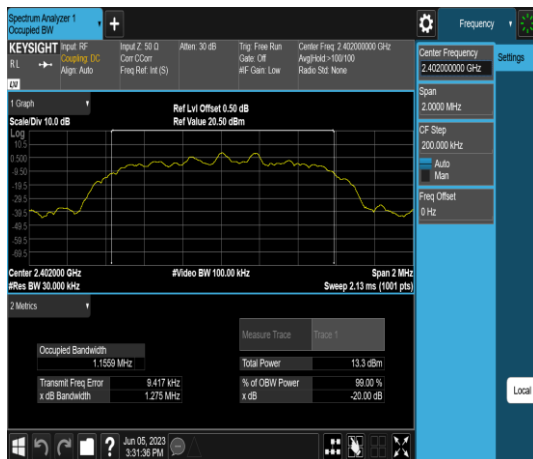 Spectrum Analyzer 1
Occupied BW
+
Frequency
KEYSIGHT Input: RF Input Z: 50 Ω Atten: 30 dB Trig: Free Run Center Freq: 2.402000000 GHz
RL Coupling: DC Corr CCorr Gate: Off Avg|Hold:>100/100
Align: Auto Freq Ref: Int (S) #IF Gain: Low Radio Std: None
LXI
Center Frequency
2.402000000 GHz
Settings
Span
2.0000 MHz
CF Step
200.000 kHz
Auto
Man
Freq Offset
0 Hz
Local
1 Graph
Ref Lvl Offset 0.50 dB
Scale/Div 10.0 dB Ref Value 20.50 dBm
Log
10.5
0.500
-9.50
-19.5
-29.5
-39.5
-49.5
-59.5
-69.5
Center 2.402000 GHz #Video BW 100.00 kHz Span 2 MHz
#Res BW 30.000 kHz Sweep 2.13 ms (1001 pts)
2 Metrics
Measure Trace Trace 1
Occupied Bandwidth
1.1559 MHz
Total Power 13.3 dBm
Transmit Freq Error 9.417 kHz % of OBW Power 99.00 %
x dB Bandwidth 1.275 MHz x dB -20.00 dB
? Jun 05, 2023
3:31:36 PM